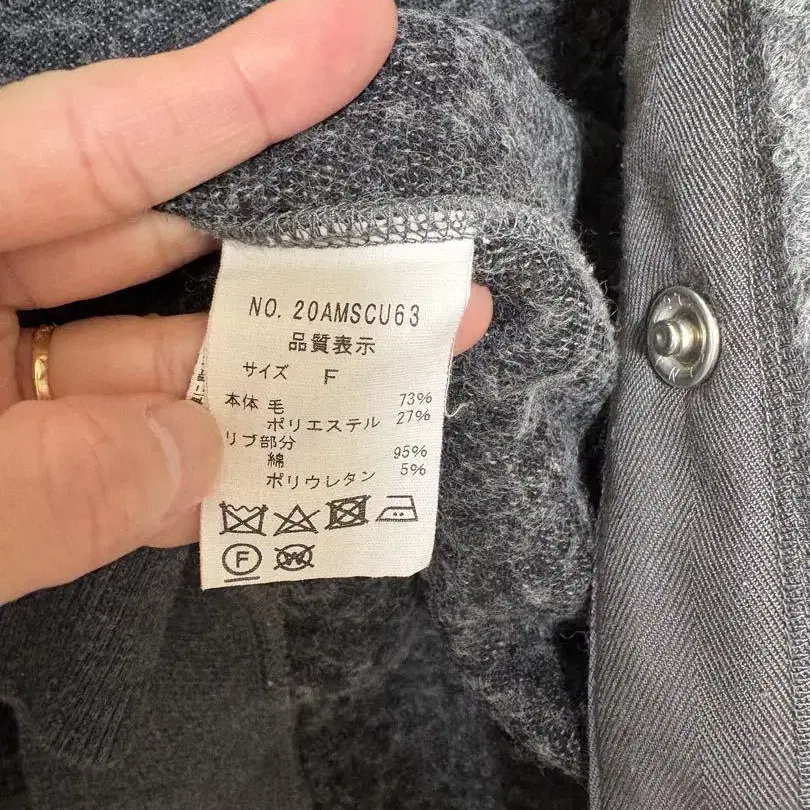 NO. 20AMSCU63
品質表示
サイズ F
本体 毛 73%
ポリエステル 27%
リブ部分
綿 95%
ポリウレタン 5%
F W